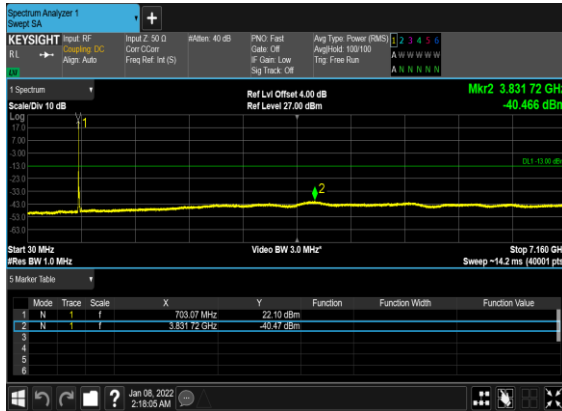 Spectrum Analyzer 1
Swept SA
+
KEYSIGHT Input: RF Input Z: 50 Ω #Atten: 40 dB PNO: Fast Avg Type: Power (RMS) 1 2 3 4 5 6
RL Coupling: DC Corr CCorr Gate: Off Avg|Hold: 100/100 A W W W W W
Align: Auto Freq Ref: Int (S) IF Gain: Low Trig: Free Run
Sig Track: Off A N N N N N
1 Spectrum Ref Lvl Offset 4.00 dB Mkr2 3.831 72 GHz
Scale/Div 10 dB Ref Level 27.00 dBm -40.466 dBm
Log
17.0 1
7.00
-3.00
-13.0 DL1 -13.00 dBm
-23.0
-33.0 2
-43.0
-53.0
-63.0
Start 30 MHz Video BW 3.0 MHz* Stop 7.160 GH
#Res BW 1.0 MHz Sweep ~14.2 ms (40001 pts
5 Marker Table
Mode Trace Scale X Y Function Function Width Function Value
1 N 1 f 703.07 MHz 22.10 dBm
2 N 1 f 3.831 72 GHz -40.47 dBm
3
4
5
6
? Jan 08, 2022
2:18:05 AM